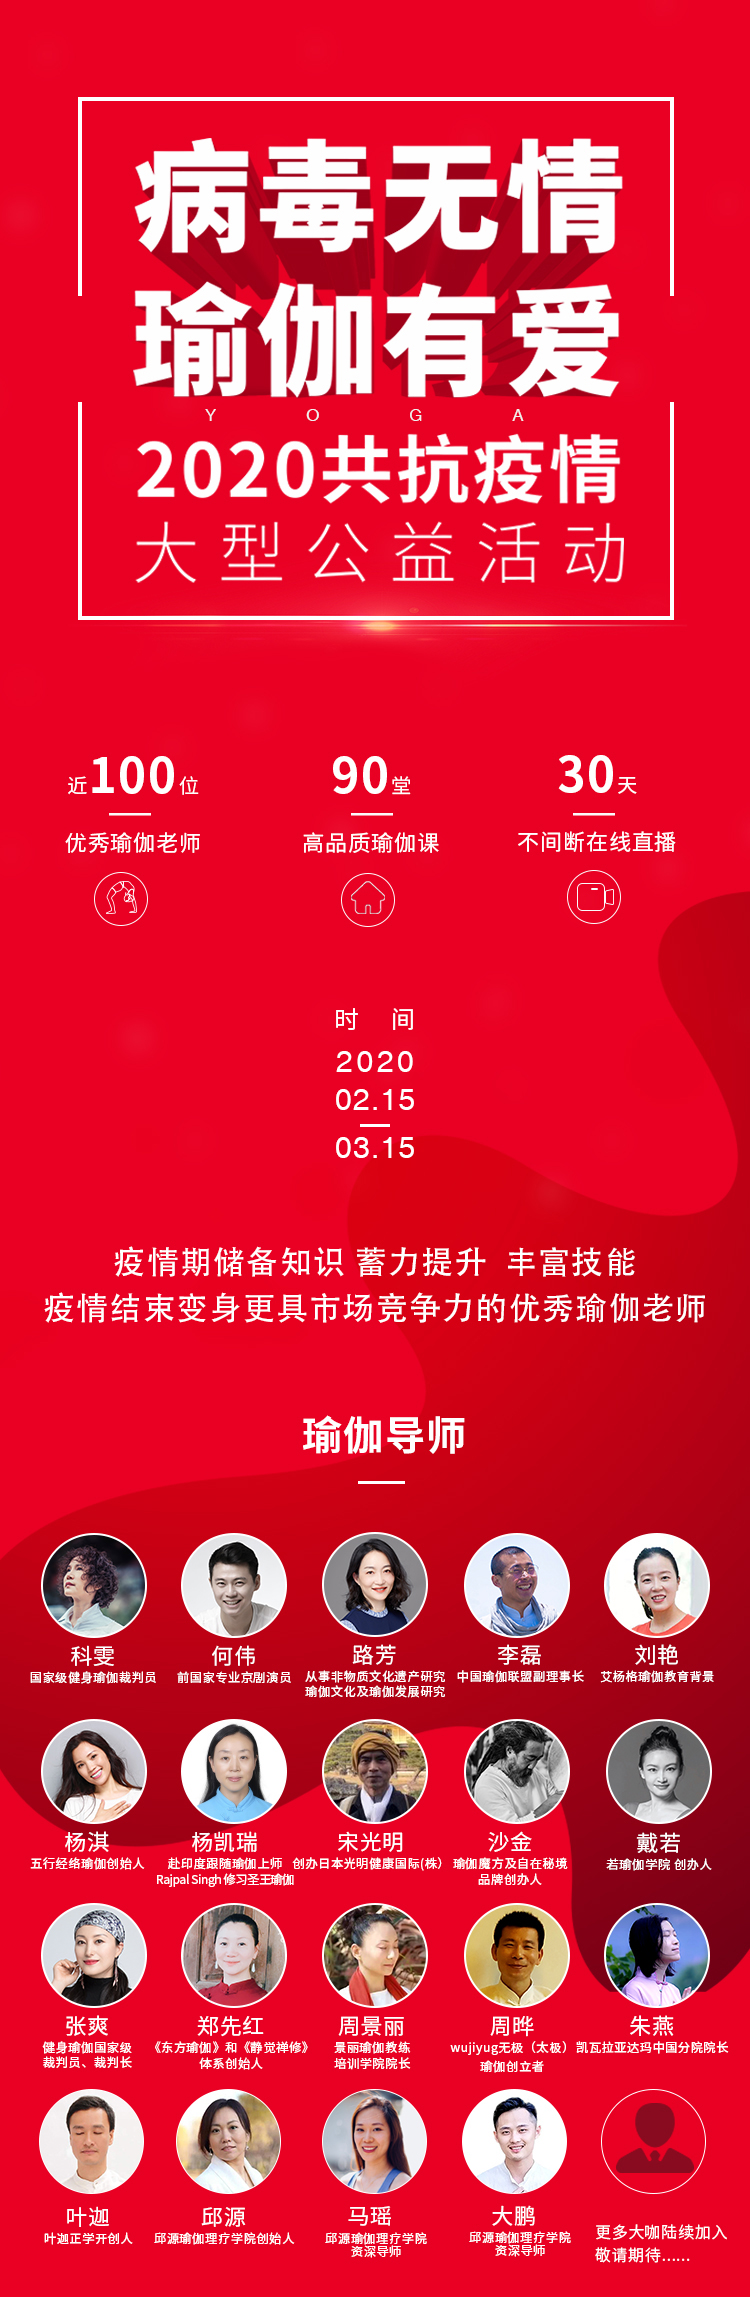 病毒无情
瑜伽有爱
YOGA
2020共抗疫情
大型公益活动
近100位
优秀瑜伽老师
90堂
高品质瑜伽课
30天
不间断在线直播
时 间
2020
02.15
03.15
疫情期储备知识 蓄力提升 丰富技能
疫情结束变身更具市场竞争力的优秀瑜伽老师
瑜伽导师
科雯
国家级健身瑜伽裁判员
何伟
前国家专业京剧演员
路芳
从事非物质文化遗产研究
瑜伽文化及瑜伽发展研究
李磊
中国瑜伽联盟副理事长
刘艳
艾杨格瑜伽教育背景
杨淇
五行经络瑜伽创始人
杨凯瑞
赴印度跟随瑜伽上师
Rajpal Singh 修习圣王瑜伽
宋光明
创办日本光明健康国际(株)
沙金
瑜伽魔方及自在秘境
品牌创办人
戴若
若瑜伽学院 创办人
张爽
健身瑜伽国家级
裁判员、裁判长
郑先红
《东方瑜伽》和《静觉禅修》
体系创始人
周景丽
景丽瑜伽教练
培训学院院长
周晔
wujiyug无极（太极）
瑜伽创立者
朱燕
凯瓦拉亚达玛中国分院院长
叶迦
叶迦正学开创人
邱源
邱源瑜伽理疗学院创始人
马瑶
邱源瑜伽理疗学院
资深导师
大鹏
邱源瑜伽理疗学院
资深导师
更多大咖陆续加入
敬请期待......